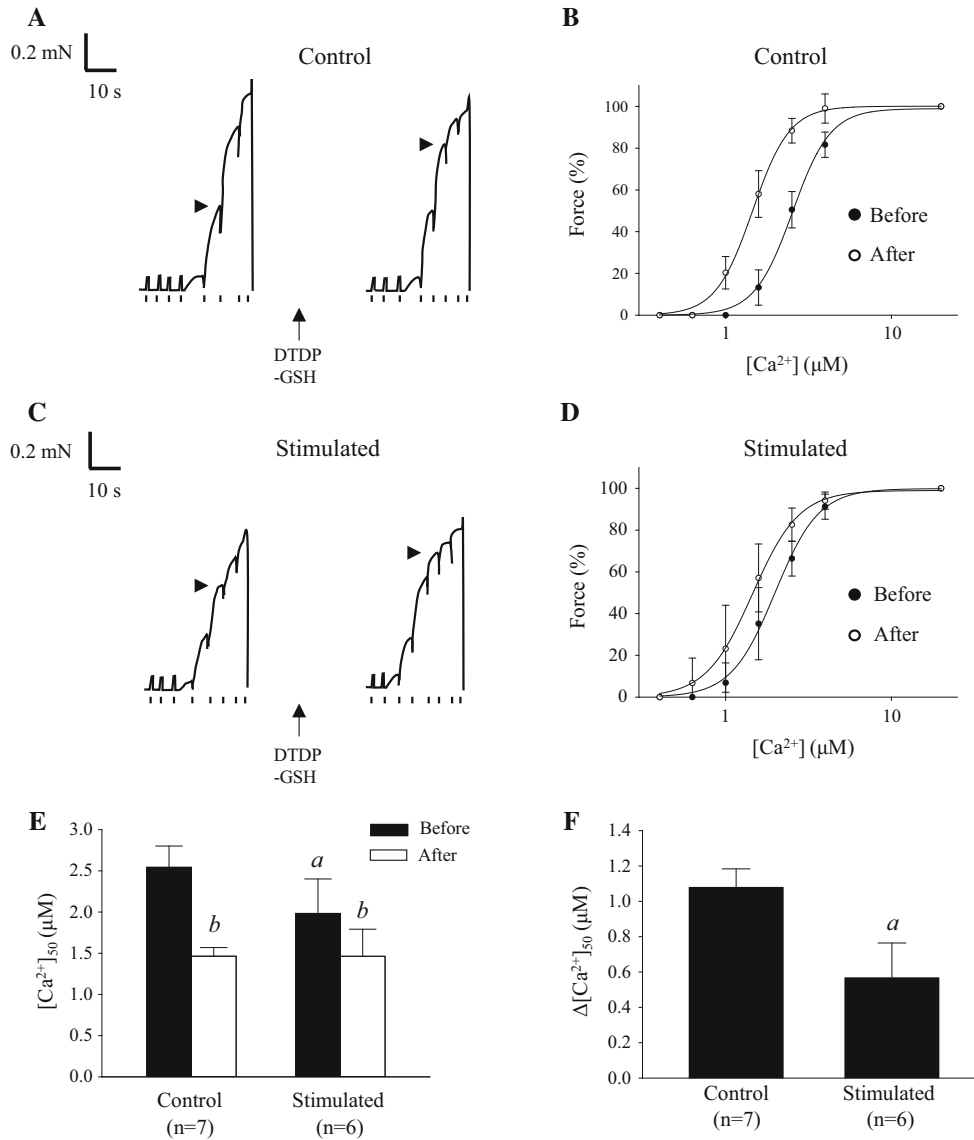 A
0.2 mN
10 s
Control
DTDP
-GSH
B
Control
100
80
60
40
20
0
Force (%)
Before
After
1
10
[Ca²⁺] (μM)
C
0.2 mN
10 s
Stimulated
DTDP
-GSH
D
Stimulated
100
80
60
40
20
0
Force (%)
Before
After
1
10
[Ca²⁺] (μM)
E
3.0
2.5
2.0
1.5
1.0
0.5
0.0
[Ca²⁺]₅₀ (μM)
Before
After
b
a
b
Control
(n=7)
Stimulated
(n=6)
F
1.4
1.2
1.0
0.8
0.6
0.4
0.2
0.0
Δ[Ca²⁺]₅₀ (μM)
a
Control
(n=7)
Stimulated
(n=6)